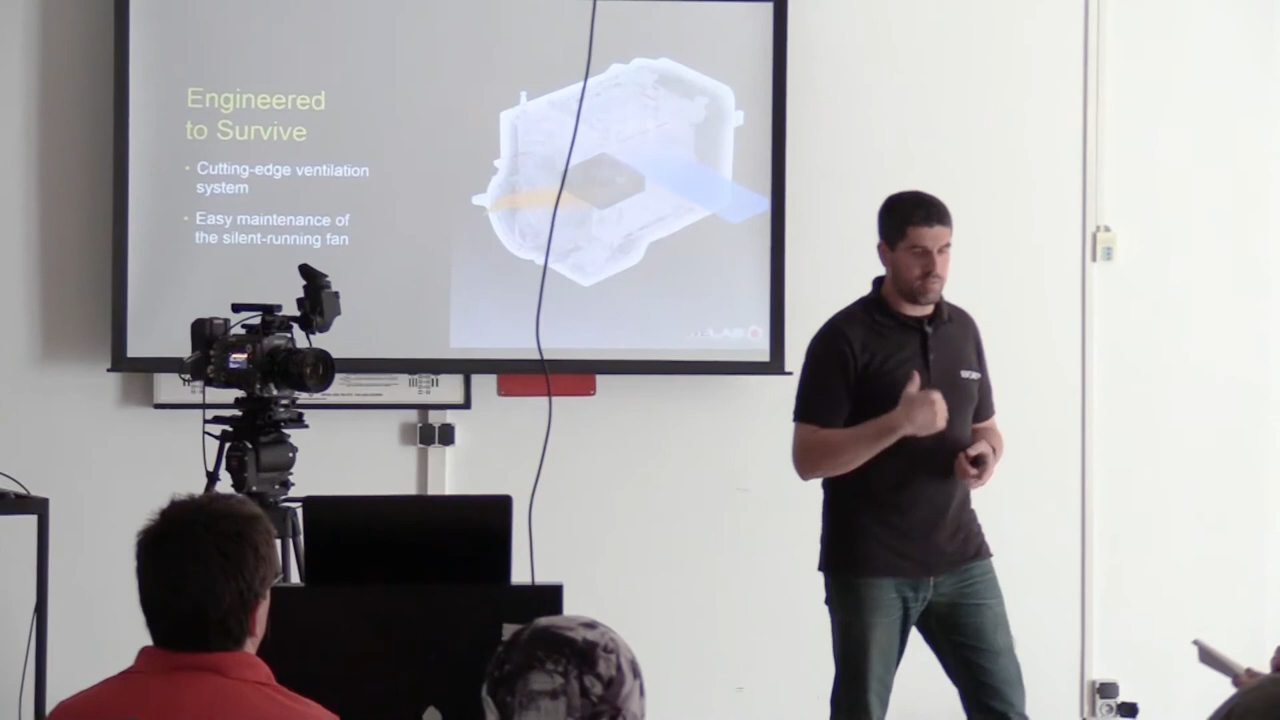 Engineered
to Survive
• Cutting-edge ventilation
system
• Easy maintenance of
the silent-running fan